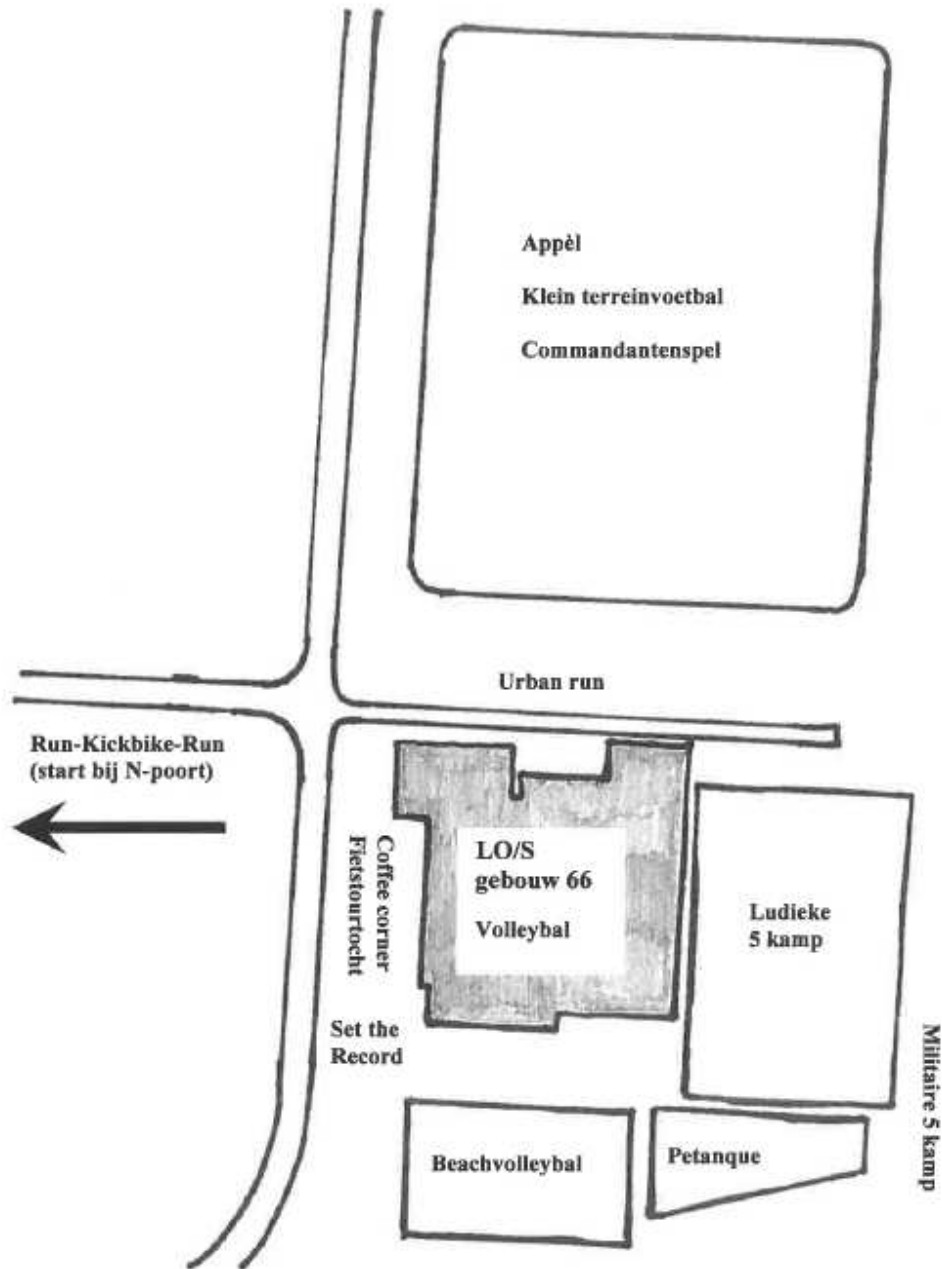 Appèl
Klein terreinvoetbal
Commandantenspel
Urban run
Run-Kickbike-Run
(start bij N-poort)
Coffee corner
Fietstourtocht
LO/S
gebouw 66
Volleybal
Ludieke
5 kamp
Set the
Record
Militaire 5 kamp
Beachvolleybal
Petanque